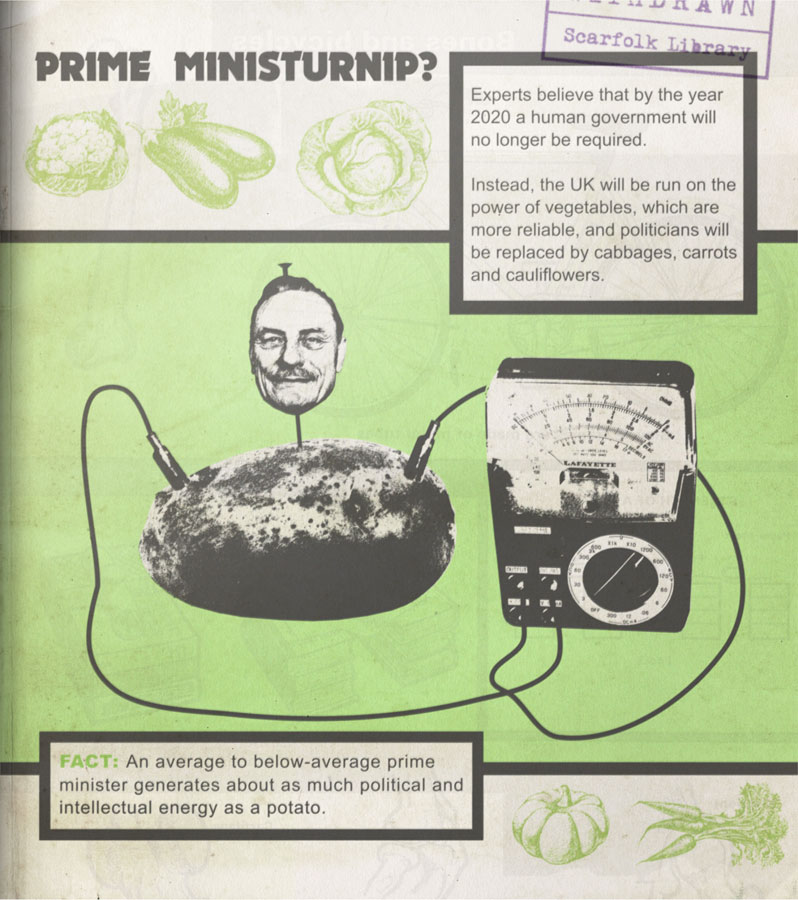 WITHDRAWN
Scarfolk Library
PRIME MINISTURNIP?
Experts believe that by the year
2020 a human government will
no longer be required.
Instead, the UK will be run on the
power of vegetables, which are
more reliable, and politicians will
be replaced by cabbages, carrots
and cauliflowers.
LAFAYETTE
OFF
FACT: An average to below-average prime
minister generates about as much political and
intellectual energy as a potato.